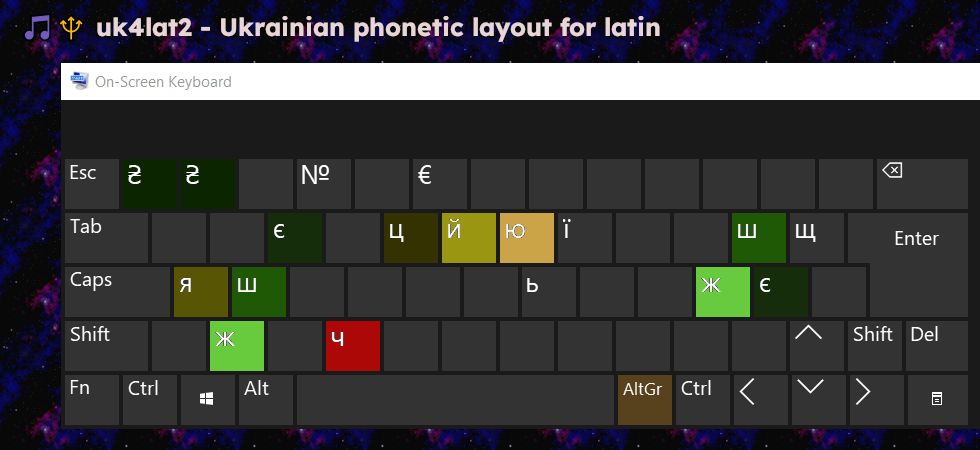 uk4lat2 - Ukrainian phonetic layout for latin
On-Screen Keyboard
Esc ₴ ₴ № €
Tab є ц й ю ї ш щ Enter
Caps я ш ь ж є
Shift ж ч Shift Del
Fn Ctrl Alt AltGr Ctrl